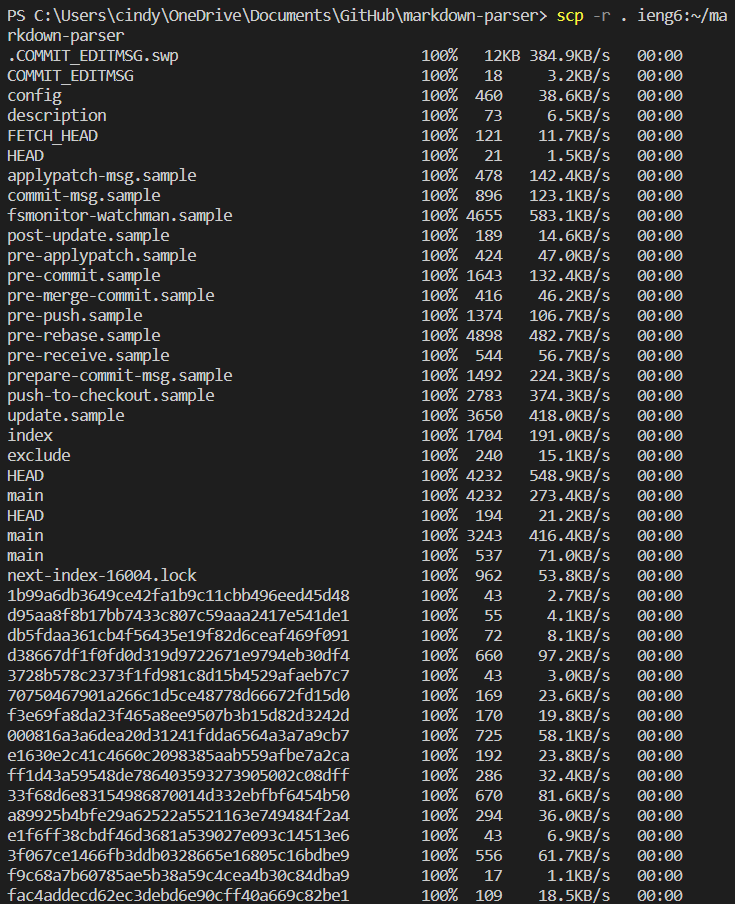 PS C:\Users\cindy\OneDrive\Documents\GitHub\markdown-parser> scp -r . ieng6:~/ma
rkdown-parser
.COMMIT_EDITMSG.swp 100% 12KB 384.9KB/s 00:00
COMMIT_EDITMSG 100% 18 3.2KB/s 00:00
config 100% 460 38.6KB/s 00:00
description 100% 73 6.5KB/s 00:00
FETCH_HEAD 100% 121 11.7KB/s 00:00
HEAD 100% 21 1.5KB/s 00:00
applypatch-msg.sample 100% 478 142.4KB/s 00:00
commit-msg.sample 100% 896 123.1KB/s 00:00
fsmonitor-watchman.sample 100% 4655 583.1KB/s 00:00
post-update.sample 100% 189 14.6KB/s 00:00
pre-applypatch.sample 100% 424 47.0KB/s 00:00
pre-commit.sample 100% 1643 132.4KB/s 00:00
pre-merge-commit.sample 100% 416 46.2KB/s 00:00
pre-push.sample 100% 1374 106.7KB/s 00:00
pre-rebase.sample 100% 4898 482.7KB/s 00:00
pre-receive.sample 100% 544 56.7KB/s 00:00
prepare-commit-msg.sample 100% 1492 224.3KB/s 00:00
push-to-checkout.sample 100% 2783 374.3KB/s 00:00
update.sample 100% 3650 418.0KB/s 00:00
index 100% 1704 191.0KB/s 00:00
exclude 100% 240 15.1KB/s 00:00
HEAD 100% 4232 548.9KB/s 00:00
main 100% 4232 273.4KB/s 00:00
HEAD 100% 194 21.2KB/s 00:00
main 100% 3243 416.4KB/s 00:00
main 100% 537 71.0KB/s 00:00
next-index-16004.lock 100% 962 53.8KB/s 00:00
1b99a6db3649ce42fa1b9c11cbb496eed45d48 100% 43 2.7KB/s 00:00
d95aa8f8b17bb7433c807c59aaa2417e541de1 100% 55 4.1KB/s 00:00
db5fdaa361cb4f56435e19f82d6ceaf469f091 100% 72 8.1KB/s 00:00
d38667df1f0fd0d319d9722671e9794eb30df4 100% 660 97.2KB/s 00:00
3728b578c2373f1fd981c8d15b4529afaeb7c7 100% 43 3.0KB/s 00:00
70750467901a266c1d5ce48778d66672fd15d0 100% 169 23.6KB/s 00:00
f3e69fa8da23f465a8ee9507b3b15d82d3242d 100% 170 19.8KB/s 00:00
000816a3a6dea20d31241fdda6564a3a7a9cb7 100% 725 58.1KB/s 00:00
e1630e2c41c4660c2098385aab559afbe7a2ca 100% 192 23.8KB/s 00:00
ff1d43a59548de786403593273905002c08dff 100% 286 32.4KB/s 00:00
33f68d6e83154986870014d332ebfbf6454b50 100% 670 81.6KB/s 00:00
a89925b4bfe29a62522a5521163e749484f2a4 100% 294 36.0KB/s 00:00
e1f6ff38cbdf46d3681a539027e093c14513e6 100% 43 6.9KB/s 00:00
3f067ce1466fb3ddb0328665e16805c16bdbe9 100% 556 61.7KB/s 00:00
f9c68a7b60785ae5b38a59c4cea4b30c84dba9 100% 17 1.1KB/s 00:00
fac4addecd62ec3debd6e90cff40a669c82be1 100% 109 18.5KB/s 00:00